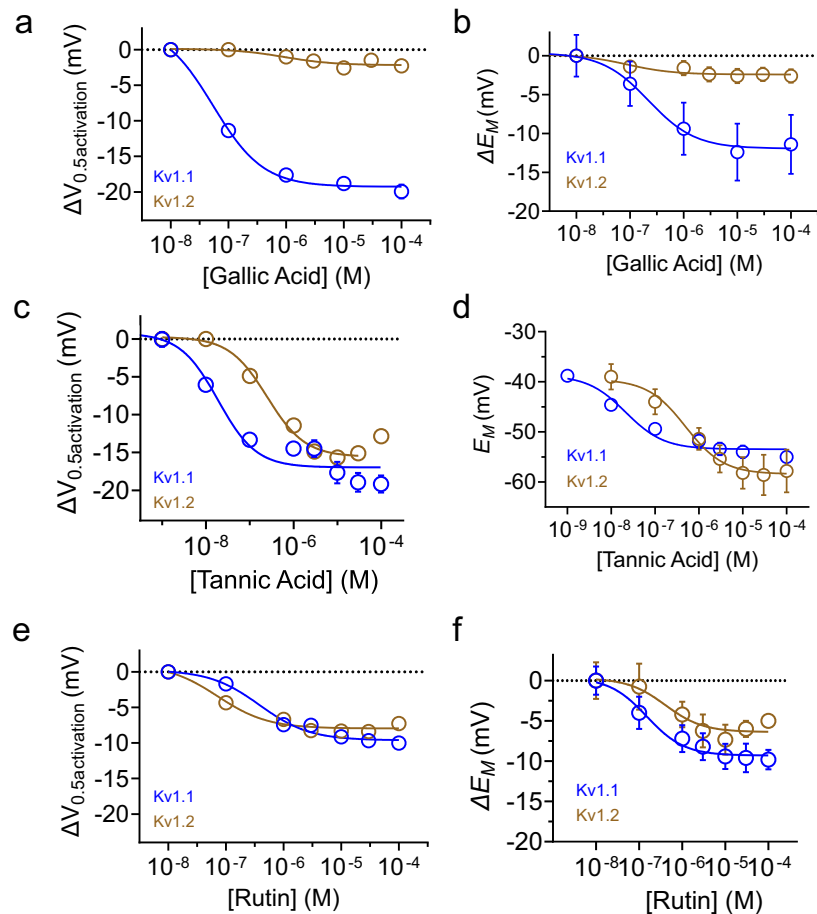 a
ΔV0.5activation (mV)
0
-5
-10
-15
-20
Kv1.1
Kv1.2
10-8 10-7 10-6 10-5 10-4
[Gallic Acid] (M)
b
ΔEM (mV)
5
0
-5
-10
-15
-20
Kv1.1
Kv1.2
10-8 10-7 10-6 10-5 10-4
[Gallic Acid] (M)
c
ΔV0.5activation (mV)
0
-5
-10
-15
-20
Kv1.1
Kv1.2
10-8 10-6 10-4
[Tannic Acid] (M)
d
EM (mV)
-30
-40
-50
-60
Kv1.1
Kv1.2
10-9 10-8 10-7 10-6 10-5 10-4
[Tannic Acid] (M)
e
ΔV0.5activation (mV)
0
-5
-10
-15
-20
Kv1.1
Kv1.2
10-8 10-7 10-6 10-5 10-4
[Rutin] (M)
f
ΔEM (mV)
5
0
-5
-10
-15
-20
Kv1.1
Kv1.2
10-8 10-7 10-6 10-5 10-4
[Rutin] (M)